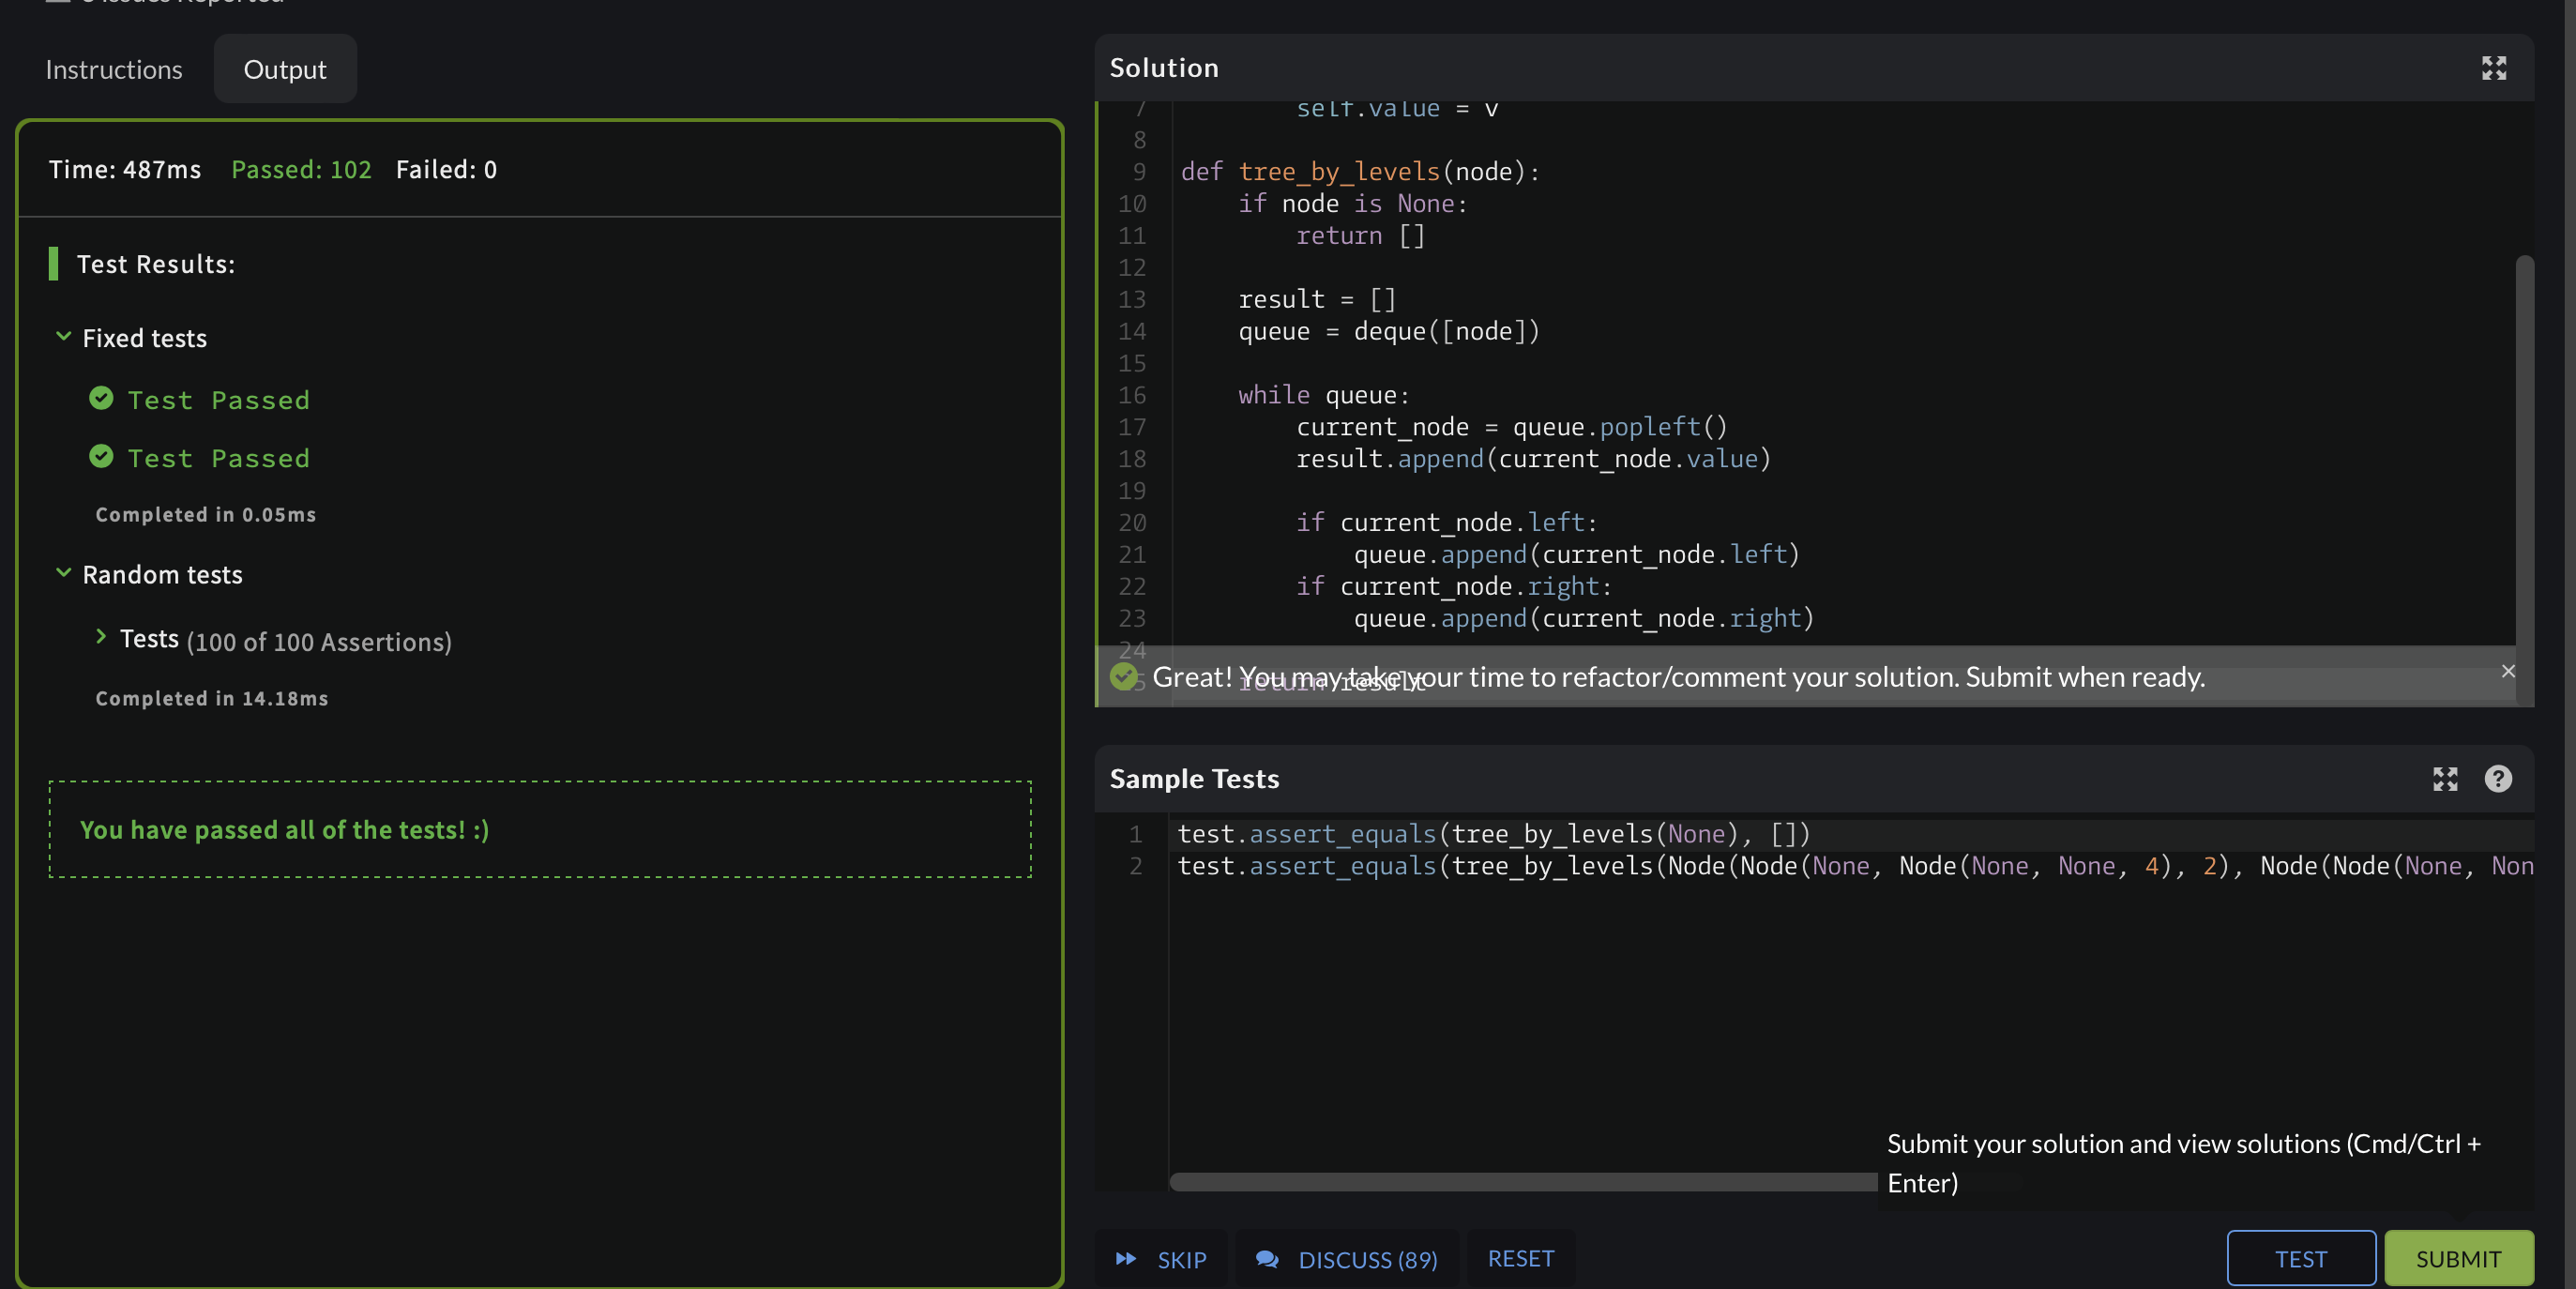 Issues Reported
Instructions
Output
Time: 487ms Passed: 102 Failed: 0
Test Results:
Fixed tests
Test Passed
Test Passed
Completed in 0.05ms
Random tests
Tests (100 of 100 Assertions)
Completed in 14.18ms
You have passed all of the tests! :)
Solution
7         self.value = v
8
9 def tree_by_levels(node):
10     if node is None:
11         return []
12
13     result = []
14     queue = deque([node])
15
16     while queue:
17         current_node = queue.popleft()
18         result.append(current_node.value)
19
20         if current_node.left:
21             queue.append(current_node.left)
22         if current_node.right:
23             queue.append(current_node.right)
24
25     return result
Great! You may take your time to refactor/comment your solution. Submit when ready.
Sample Tests
1 test.assert_equals(tree_by_levels(None), [])
2 test.assert_equals(tree_by_levels(Node(Node(None, Node(None, None, 4), 2), Node(Node(None, Non
Submit your solution and view solutions (Cmd/Ctrl +
Enter)
SKIP
DISCUSS (89)
RESET
TEST
SUBMIT